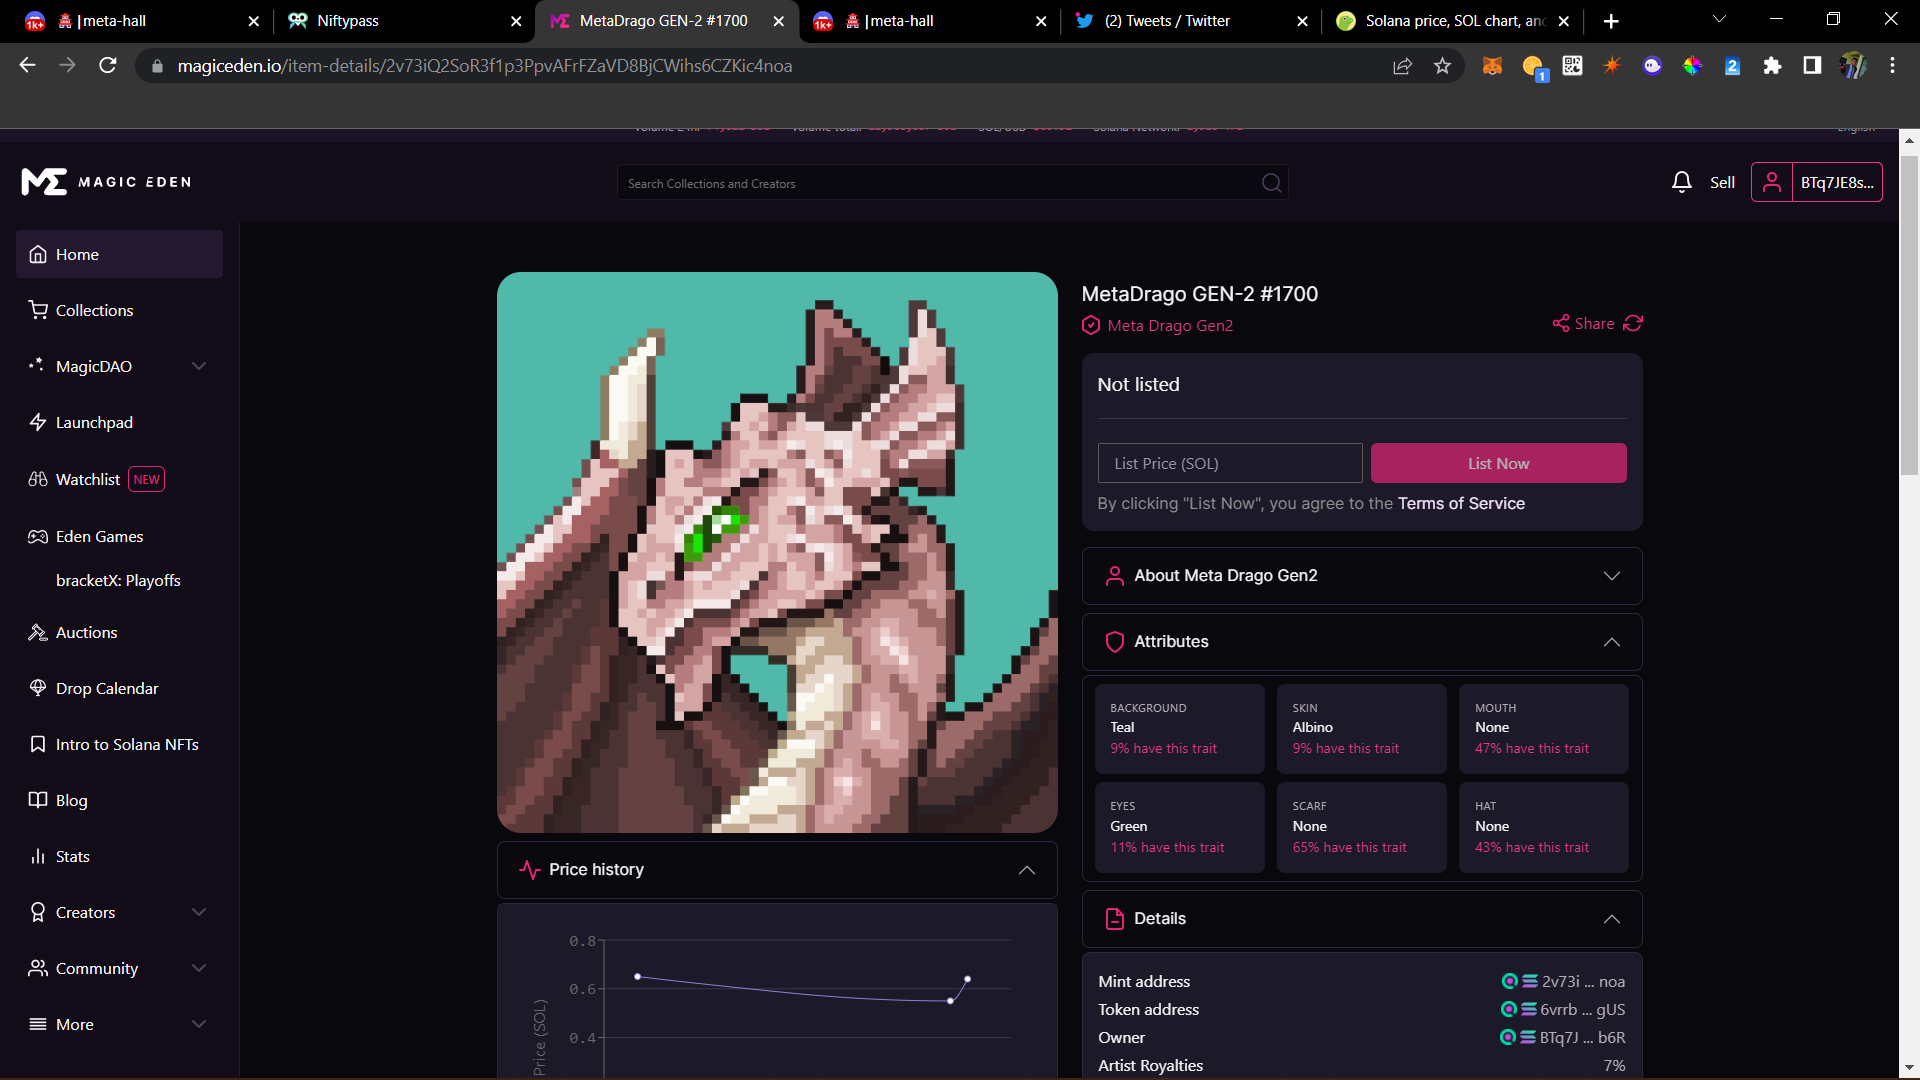 |meta-hall
Niftypass
MetaDrago GEN-2 #1700
|meta-hall
(2) Tweets / Twitter
Solana price, SOL chart, and
magiceden.io/item-details/2v73iQ2SoR3f1p3PpvAFrFZaVD8BjCWihs6CZKic4noa
1
2
MAGIC EDEN
Search Collections and Creators
Sell
BTq7JE8s...
Home
Collections
MagicDAO
Launchpad
Watchlist NEW
Eden Games
bracketX: Playoffs
Auctions
Drop Calendar
Intro to Solana NFTs
Blog
Stats
Creators
Community
More
MetaDrago GEN-2 #1700
Meta Drago Gen2
Share
Not listed
List Price (SOL)
List Now
By clicking "List Now", you agree to the Terms of Service
About Meta Drago Gen2
Attributes
BACKGROUND
Teal
9% have this trait
SKIN
Albino
9% have this trait
MOUTH
None
47% have this trait
EYES
Green
11% have this trait
SCARF
None
65% have this trait
HAT
None
43% have this trait
Price history
0.8
0.6
0.4
Price (SOL)
Details
Mint address
2v73i ... noa
Token address
6vrrb ... gUS
Owner
BTq7J ... b6R
Artist Royalties
7%